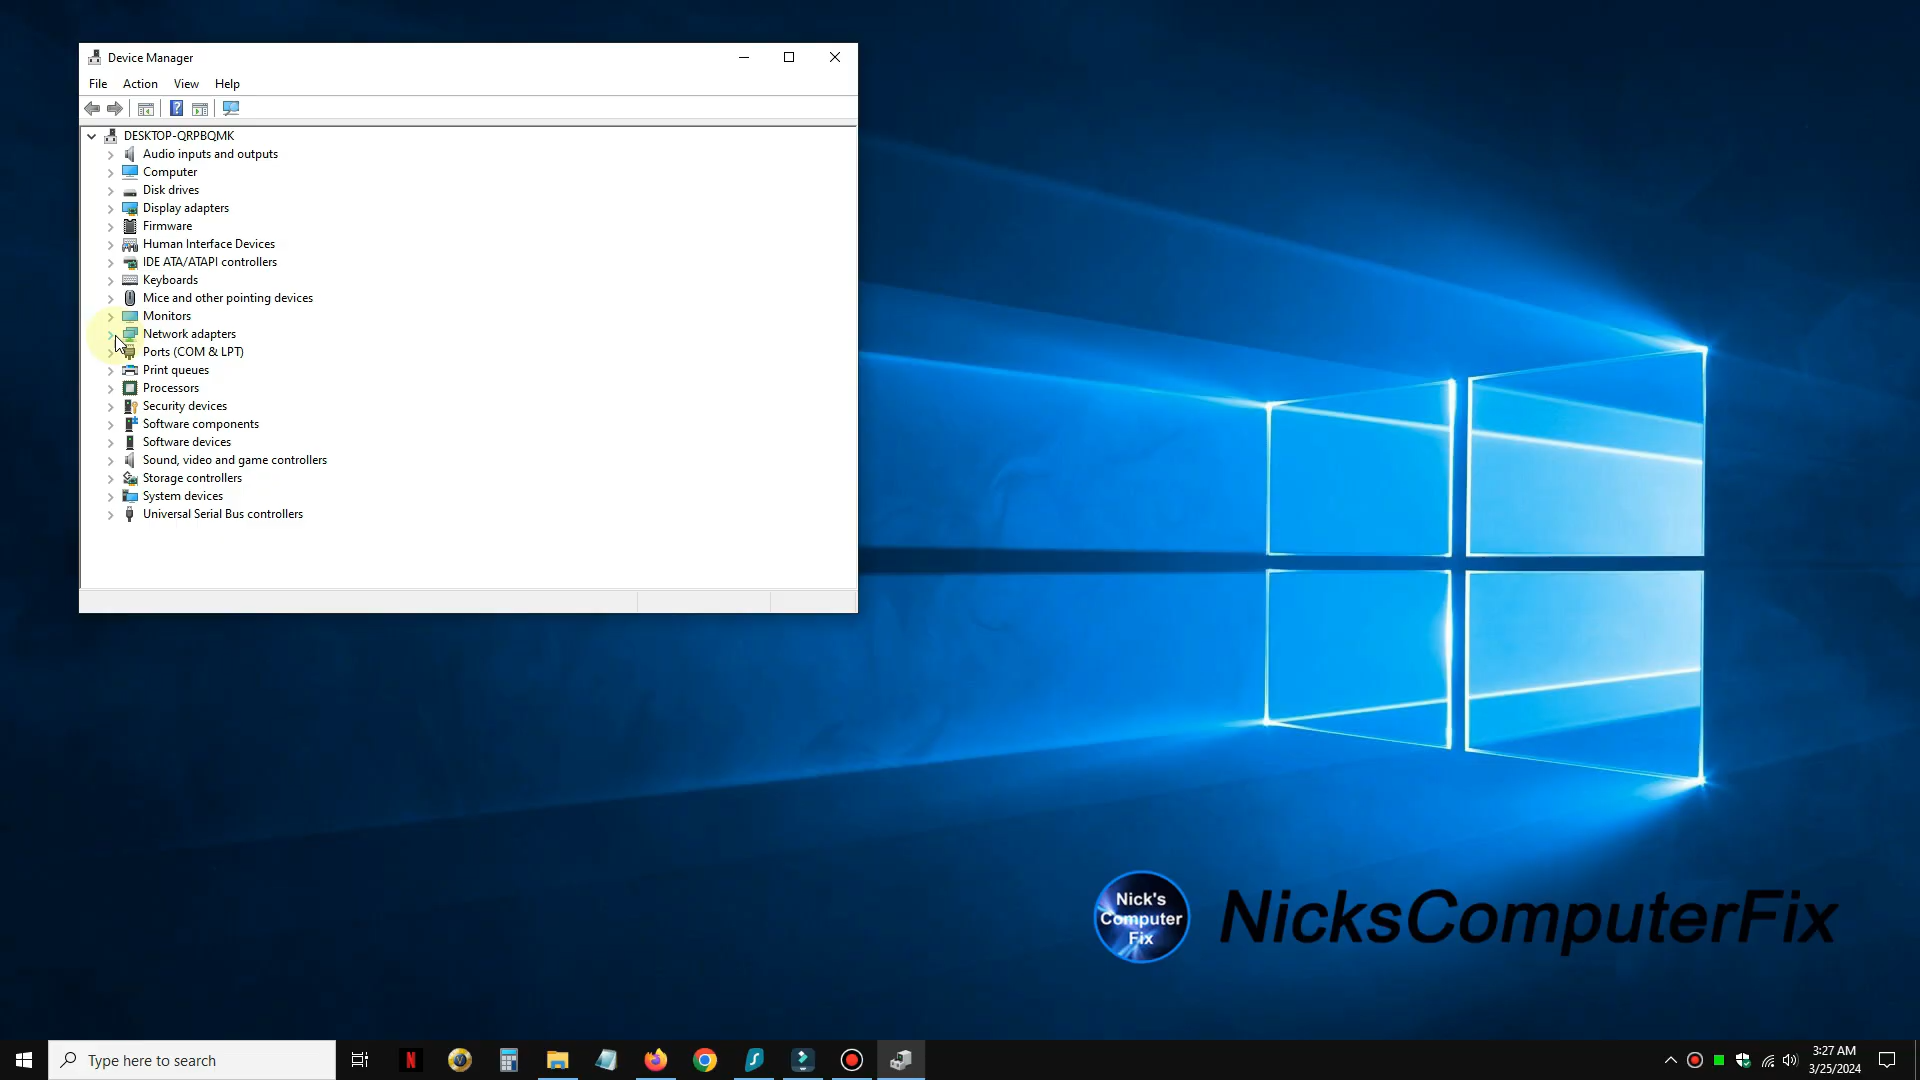 Device Manager
File Action View Help
DESKTOP-QRPBQMK
Audio inputs and outputs
Computer
Disk drives
Display adapters
Firmware
Human Interface Devices
IDE ATA/ATAPI controllers
Keyboards
Mice and other pointing devices
Monitors
Network adapters
Ports (COM & LPT)
Print queues
Processors
Security devices
Software components
Software devices
Sound, video and game controllers
Storage controllers
System devices
Universal Serial Bus controllers
Nick's
Computer
Fix
NicksComputerFix
Type here to search
3:27 AM
3/25/2024